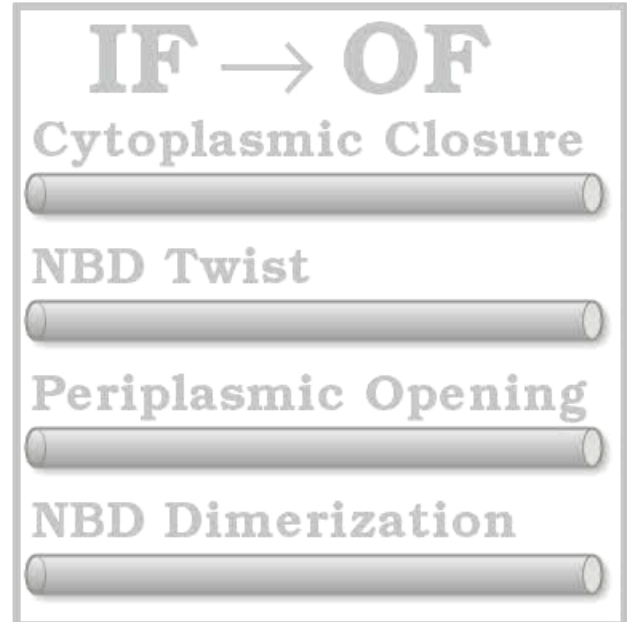 IF → OF
Cytoplasmic Closure
NBD Twist
Periplasmic Opening
NBD Dimerization